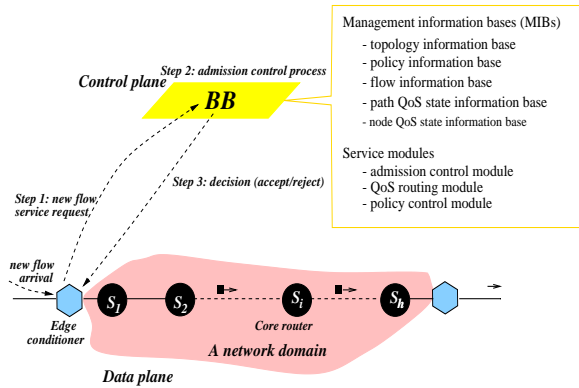 Management information bases (MIBs)
- topology information base
- policy information base
- flow information base
- path QoS state information base
- node QoS state information base
Service modules
- admission control module
- QoS routing module
- policy control module
Step 2: admission control process
Control plane
BB
Step 1: new flow
service request
Step 3: decision (accept/reject)
new flow
arrival
S1
S2
Si
Sh
Edge
conditioner
Core router
A network domain
Data plane